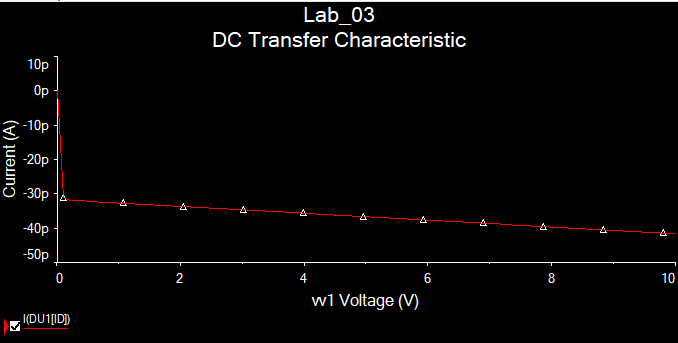 Lab_03
DC Transfer Characteristic
10p
0p
-10p
-20p
-30p
-40p
-50p
Current (A)
0 2 4 6 8 10
vv1 Voltage (V)
I(DU1[ID])